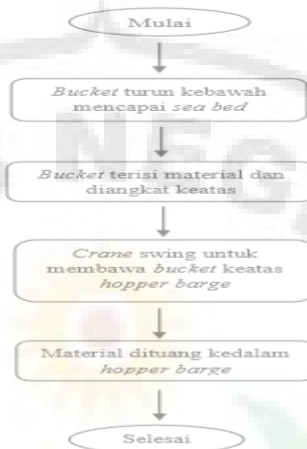 Mulai
Bucket turun kebawah
mencapai sea bed
Bucket terisi material dan
diangkat keatas
Crane swing untuk
membawa bucket keatas
hopper barge
Material dituang kedalam
hopper barge
Selesai